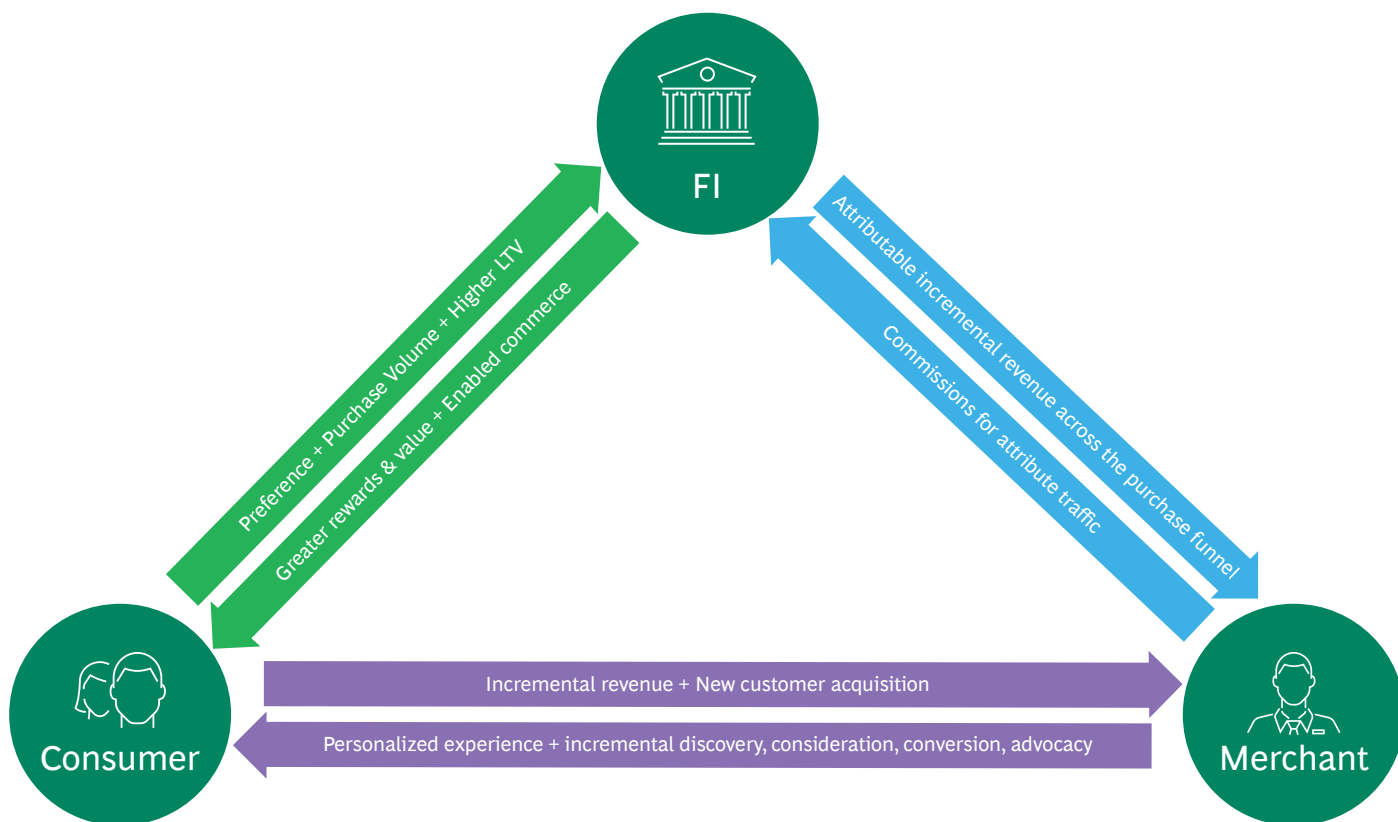 FI
Preference + Purchase Volume + Higher LTV
Greater rewards & value + Enabled commerce
Attributable incremental revenue across the purchase funnel
Commissions for attribute traffic
Incremental revenue + New customer acquisition
Personalized experience + incremental discovery, consideration, conversion, advocacy
Consumer
Merchant